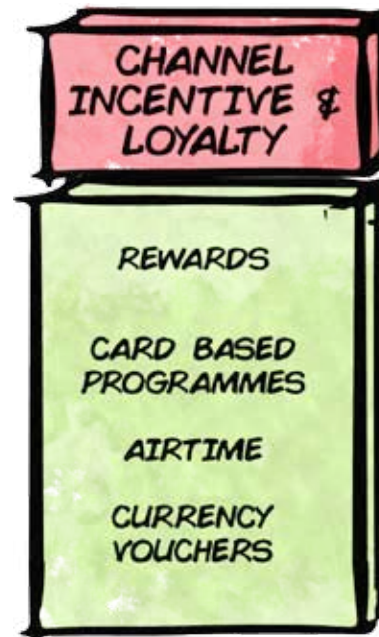 CHANNEL
INCENTIVE &
LOYALTY
REWARDS
CARD BASED
PROGRAMMES
AIRTIME
CURRENCY
VOUCHERS